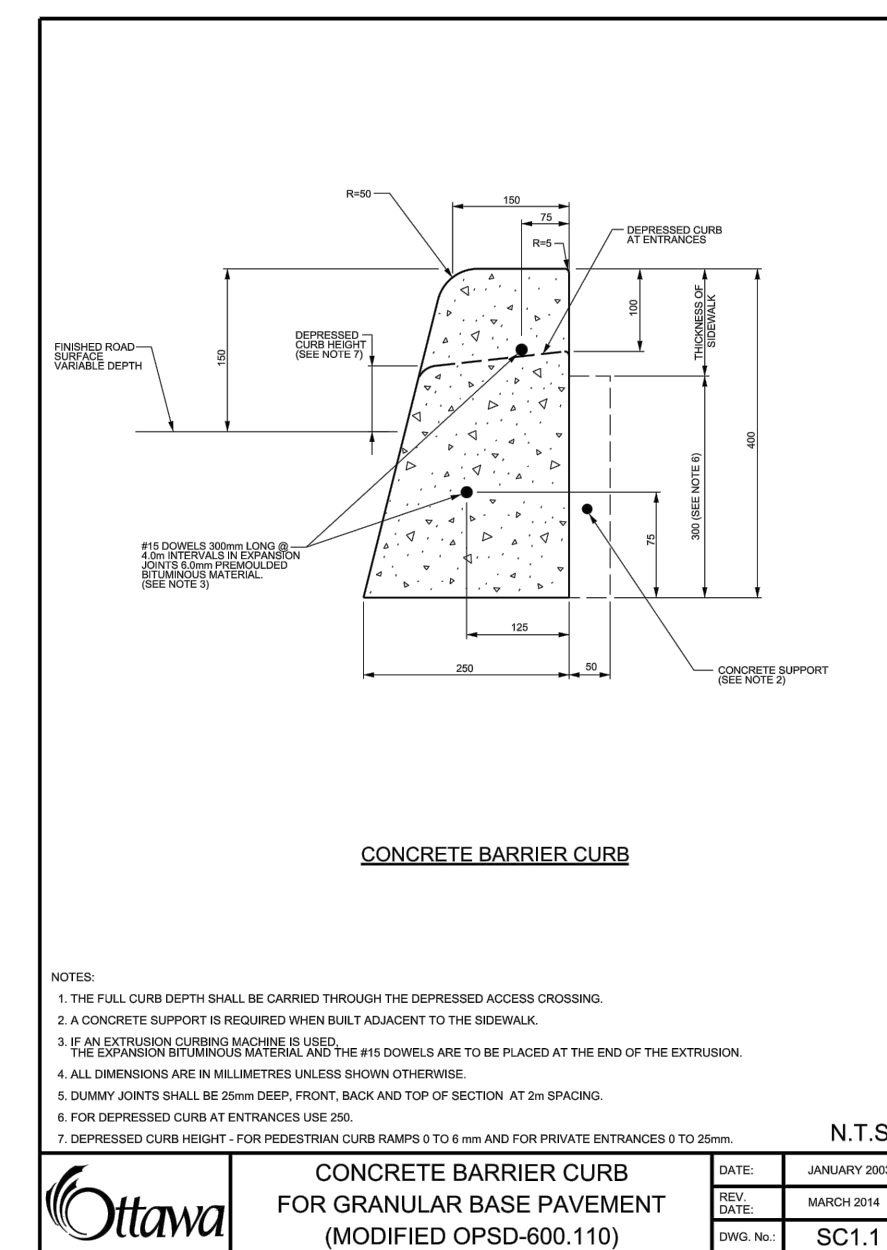 R=50
150
75
R=5
DEPRESSED CURB
AT ENTRANCES
100
THICKNESS OF
SIDEWALK
FINISHED ROAD
SURFACE
VARIABLE DEPTH
150
DEPRESSED
CURB HEIGHT
(SEE NOTE 7)
400
300 (SEE NOTE 6)
75
#15 DOWELS 300mm LONG @
4.0m INTERVALS IN EXPANSION
JOINTS 6.0mm PREMOULDED
BITUMINOUS MATERIAL.
(SEE NOTE 3)
125
250
50
CONCRETE SUPPORT
(SEE NOTE 2)
CONCRETE BARRIER CURB
NOTES:
1. THE FULL CURB DEPTH SHALL BE CARRIED THROUGH THE DEPRESSED ACCESS CROSSING.
2. A CONCRETE SUPPORT IS REQUIRED WHEN BUILT ADJACENT TO THE SIDEWALK.
3. IF AN EXTRUSION CURBING MACHINE IS USED,
THE EXPANSION BITUMINOUS MATERIAL AND THE #15 DOWELS ARE TO BE PLACED AT THE END OF THE EXTRUSION.
4. ALL DIMENSIONS ARE IN MILLIMETRES UNLESS SHOWN OTHERWISE.
5. DUMMY JOINTS SHALL BE 25mm DEEP, FRONT, BACK AND TOP OF SECTION AT 2m SPACING.
6. FOR DEPRESSED CURB AT ENTRANCES USE 250.
7. DEPRESSED CURB HEIGHT - FOR PEDESTRIAN CURB RAMPS 0 TO 6 mm AND FOR PRIVATE ENTRANCES 0 TO 25mm.
N.T.S
Ottawa
CONCRETE BARRIER CURB
FOR GRANULAR BASE PAVEMENT
(MODIFIED OPSD-600.110)
DATE: JANUARY 2003
REV.
DATE: MARCH 2014
DWG. No.: SC1.1